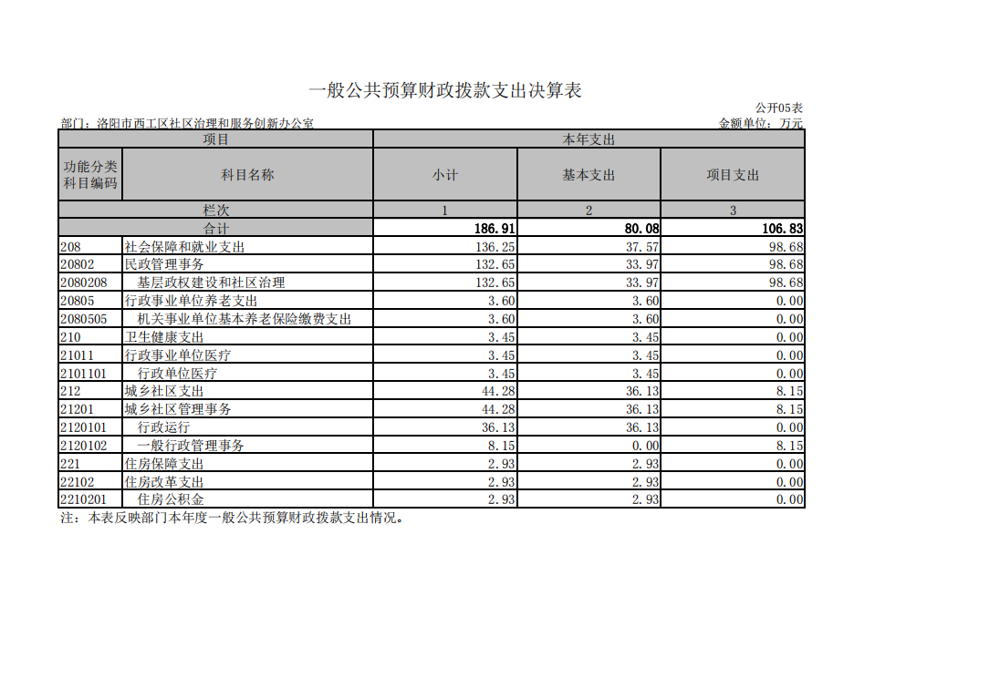 一般公共预算财政拨款支出决算表
公开05表
部门：洛阳市西工区社区治理和服务创新办公室 金额单位：万元
项目 本年支出
功能分类科目编码 科目名称 小计 基本支出 项目支出
栏次 1 2 3
合计 186.91 80.08 106.83
208 社会保障和就业支出 136.25 37.57 98.68
20802 民政管理事务 132.65 33.97 98.68
2080208 基层政权建设和社区治理 132.65 33.97 98.68
20805 行政事业单位养老支出 3.60 3.60 0.00
2080505 机关事业单位基本养老保险缴费支出 3.60 3.60 0.00
210 卫生健康支出 3.45 3.45 0.00
21011 行政事业单位医疗 3.45 3.45 0.00
2101101 行政单位医疗 3.45 3.45 0.00
212 城乡社区支出 44.28 36.13 8.15
21201 城乡社区管理事务 44.28 36.13 8.15
2120101 行政运行 36.13 36.13 0.00
2120102 一般行政管理事务 8.15 0.00 8.15
221 住房保障支出 2.93 2.93 0.00
22102 住房改革支出 2.93 2.93 0.00
2210201 住房公积金 2.93 2.93 0.00
注：本表反映部门本年度一般公共预算财政拨款支出情况。